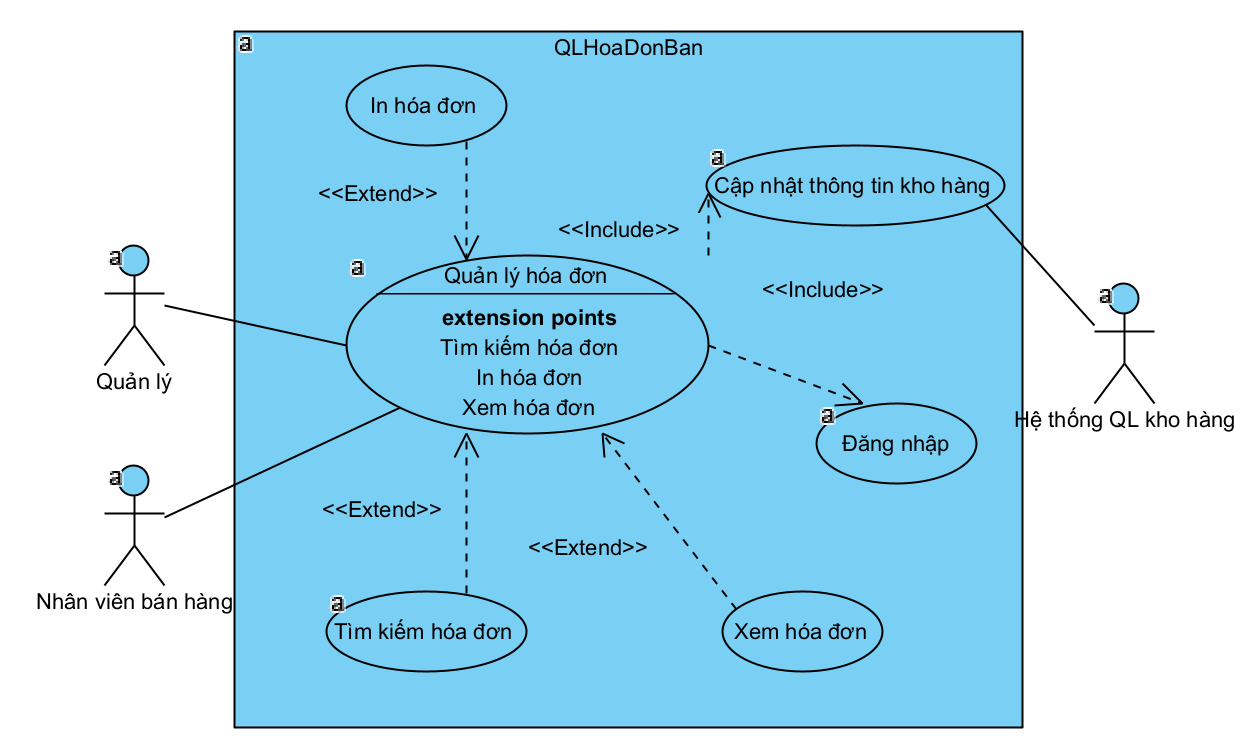 QLHoaDonBan
In hóa đơn
<<Extend>>
Cập nhật thông tin kho hàng
<<Include>>
<<Include>>
Quản lý hóa đơn
extension points
Tìm kiếm hóa đơn
In hóa đơn
Xem hóa đơn
Quản lý
Hệ thống QL kho hàng
Đăng nhập
<<Extend>>
<<Extend>>
Nhân viên bán hàng
Tìm kiếm hóa đơn
Xem hóa đơn
a
a
a
a
a
a
a
a